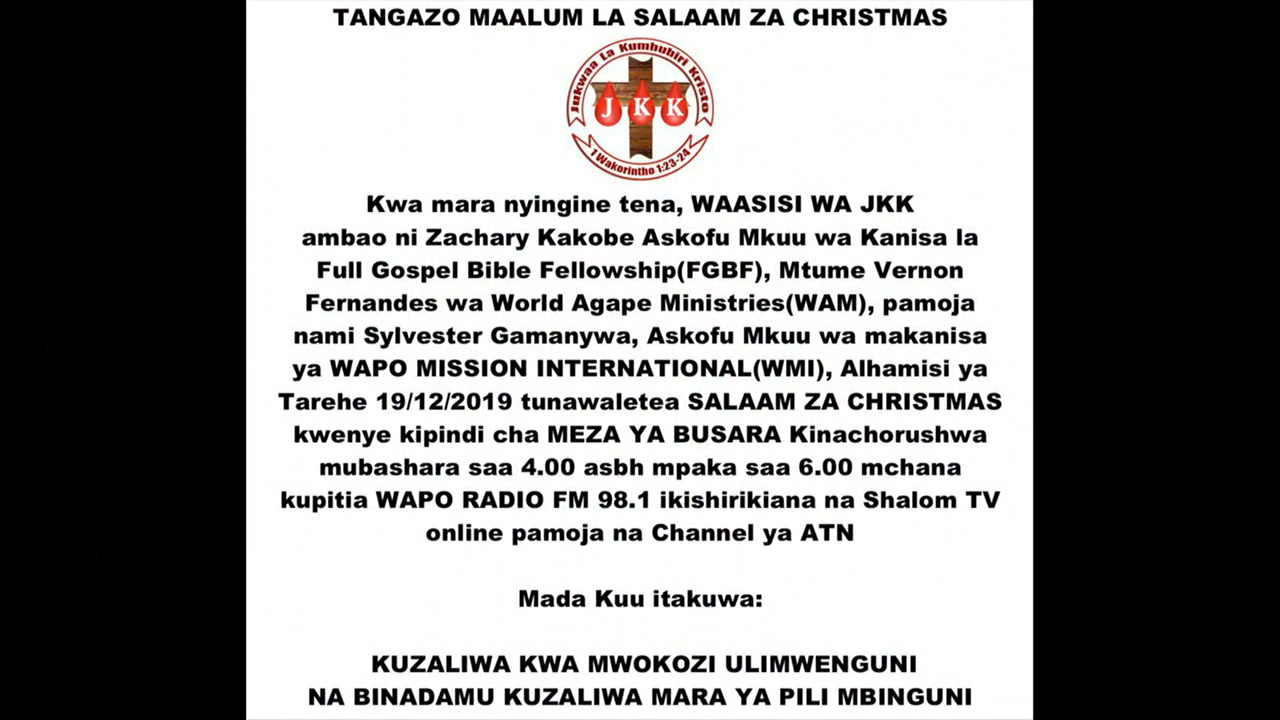 TANGAZO MAALUM LA SALAAM ZA CHRISTMAS
Jukwaa La Kumhubiri Kristo
J K K
1 Wakorintho 1:23-24
Kwa mara nyingine tena, WAASISI WA JKK
ambao ni Zachary Kakobe Askofu Mkuu wa Kanisa la
Full Gospel Bible Fellowship(FGBF), Mtume Vernon
Fernandes wa World Agape Ministries(WAM), pamoja
nami Sylvester Gamanywa, Askofu Mkuu wa makanisa
ya WAPO MISSION INTERNATIONAL(WMI), Alhamisi ya
Tarehe 19/12/2019 tunawaletea SALAAM ZA CHRISTMAS
kwenye kipindi cha MEZA YA BUSARA Kinachorushwa
mubashara saa 4.00 asbh mpaka saa 6.00 mchana
kupitia WAPO RADIO FM 98.1 ikishirikiana na Shalom TV
online pamoja na Channel ya ATN
Mada Kuu itakuwa:
KUZALIWA KWA MWOKOZI ULIMWENGUNI
NA BINADAMU KUZALIWA MARA YA PILI MBINGUNI